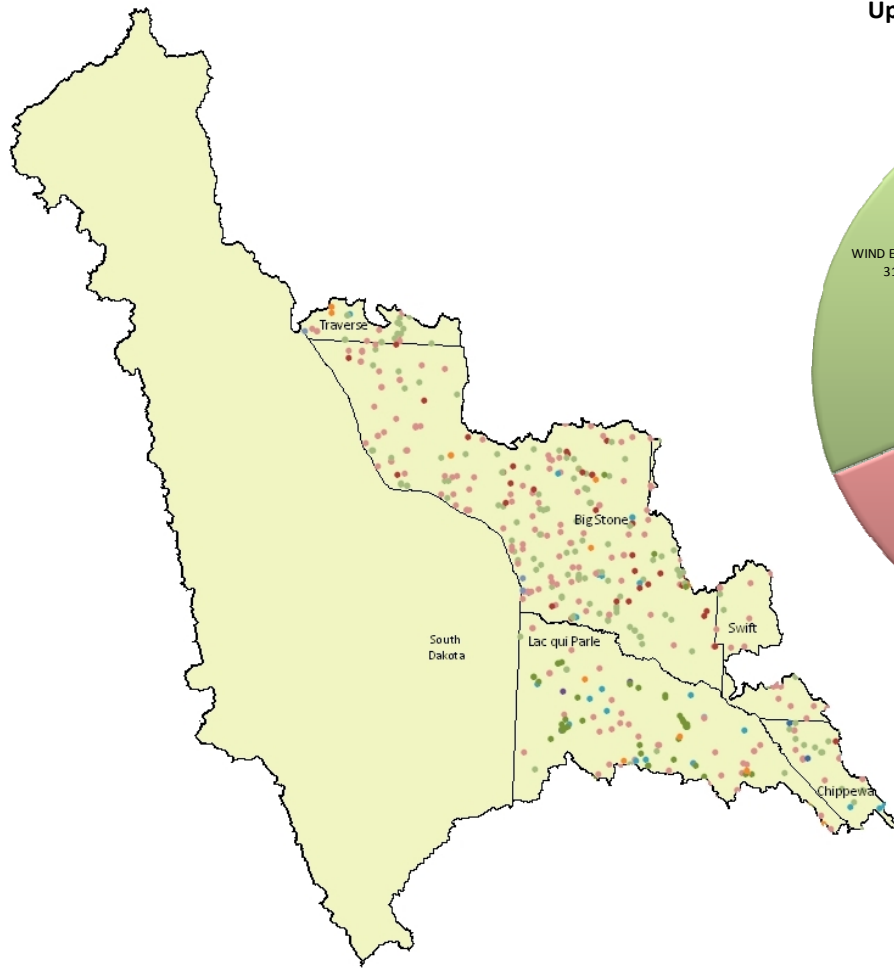 Up
WIND E
31
Traverse
Big Stone
Swift
Lac qui Parle
South
Dakota
Chippewa